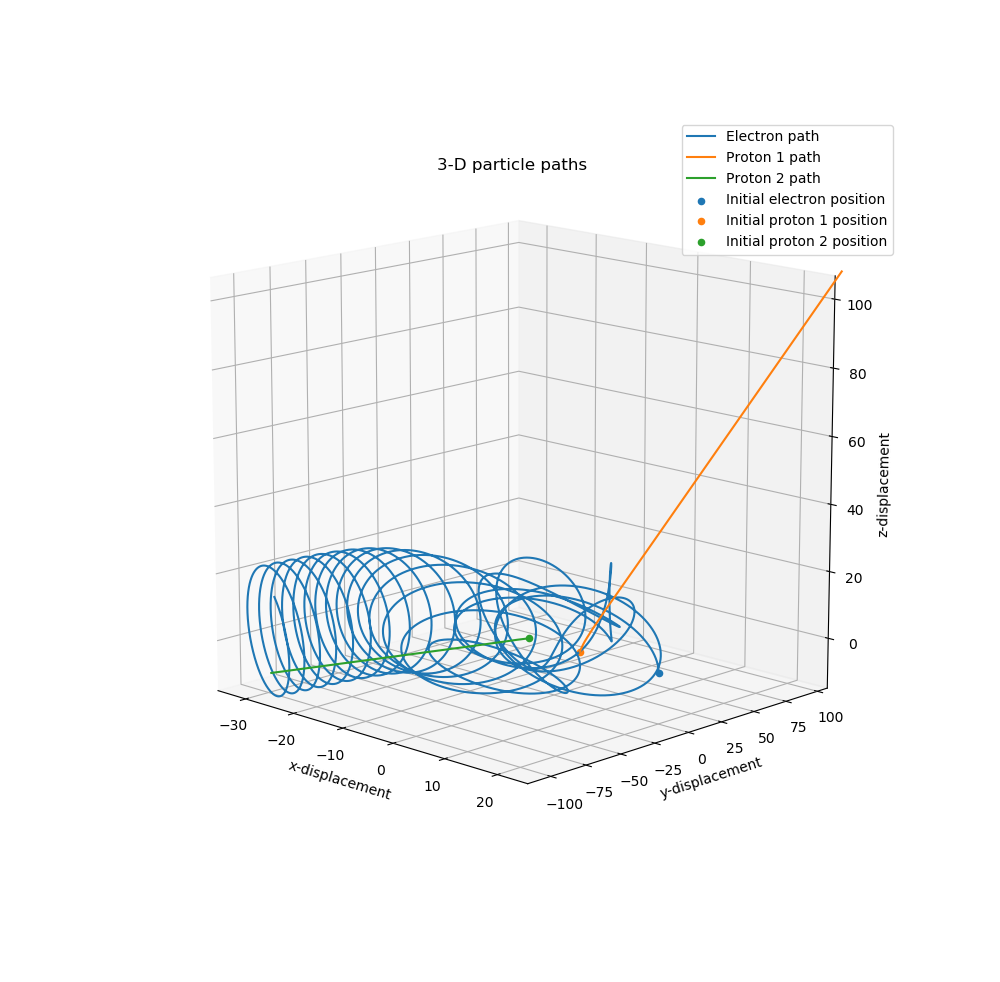 Electron path
Proton 1 path
Proton 2 path
Initial electron position
Initial proton 1 position
Initial proton 2 position
3-D particle paths
100
80
60
40
20
0
z-displacement
−30
−20
−10
0
10
20
x-displacement
−100
−75
−50
−25
0
25
50
75
100
y-displacement